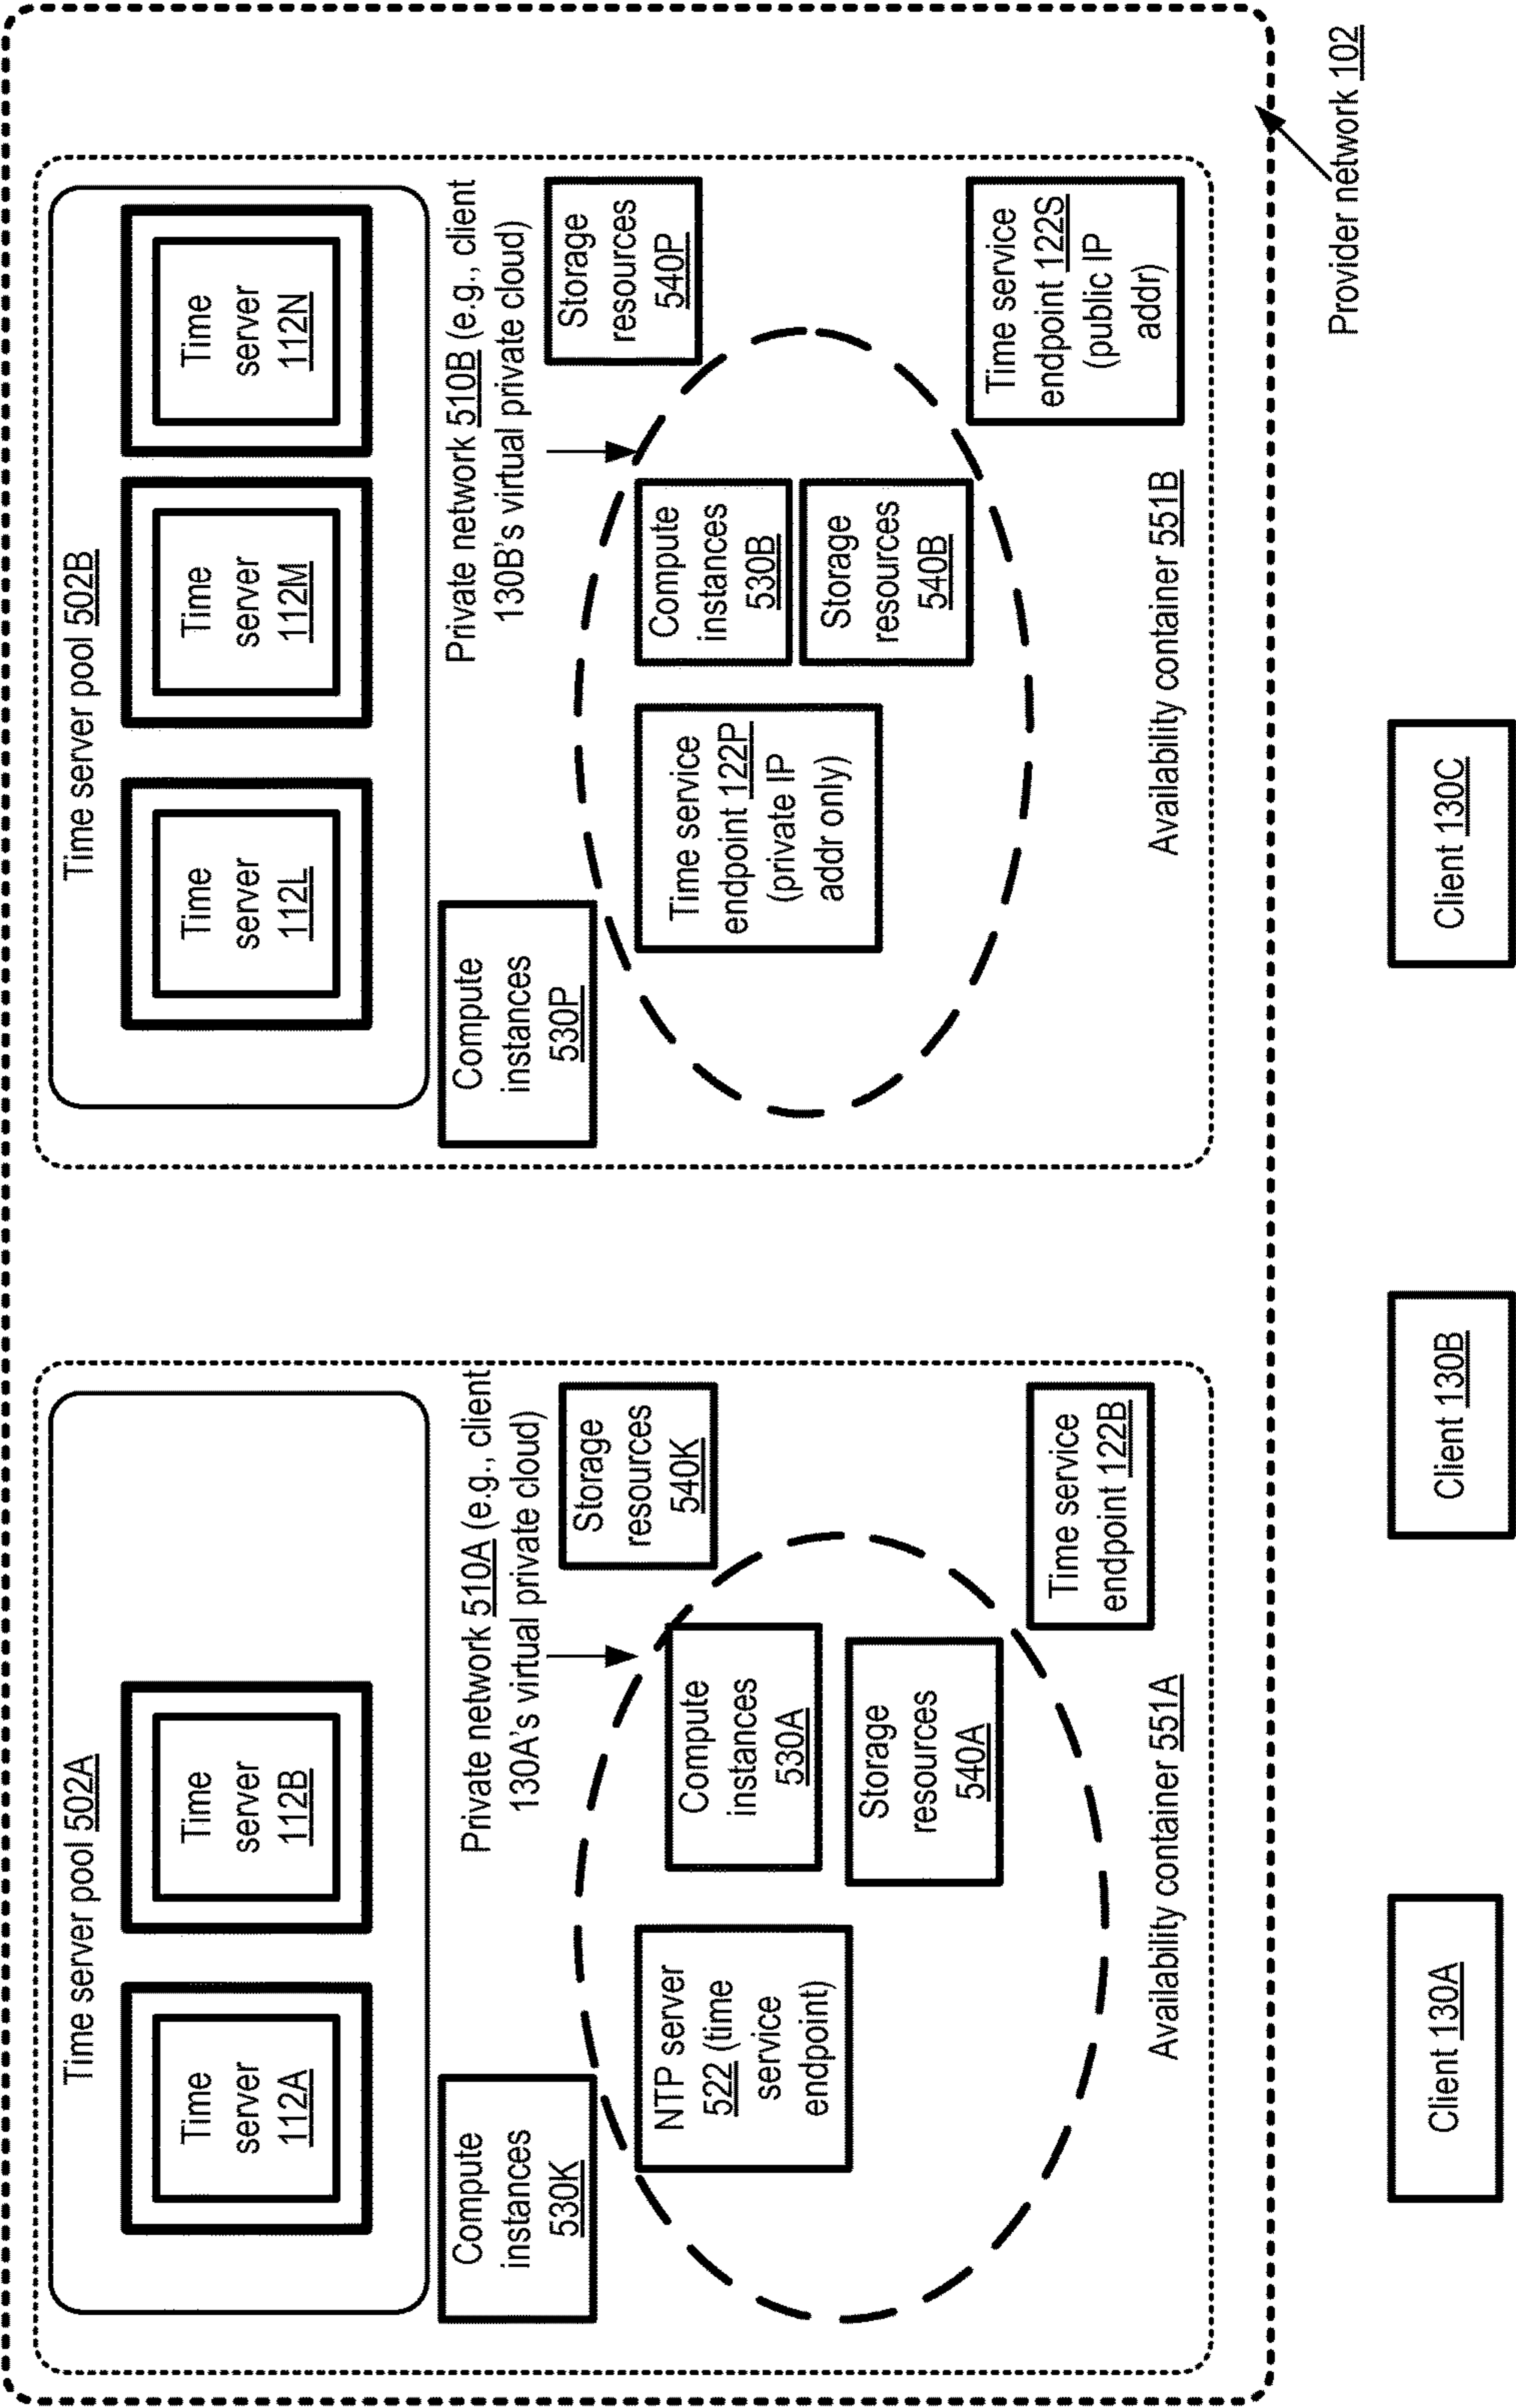 Time server pool 502A
Time
server
112A
Time
server
112B
Compute
instances
530K
Private network 510A (e.g., client
130A's virtual private cloud)
Storage
resources
540K
NTP server
522 (time
service
endpoint)
Compute
instances
530A
Storage
resources
540A
Time service
endpoint 122B
Availability container 551A
Time server pool 502B
Time
server
112L
Time
server
112M
Time
server
112N
Compute
instances
530P
Private network 510B (e.g., client
130B's virtual private cloud)
Storage
resources
540P
Time service
endpoint 122P
(private IP
addr only)
Compute
instances
530B
Storage
resources
540B
Time service
endpoint 122S
(public IP
addr)
Availability container 551B
Provider network 102
Client 130A
Client 130B
Client 130C